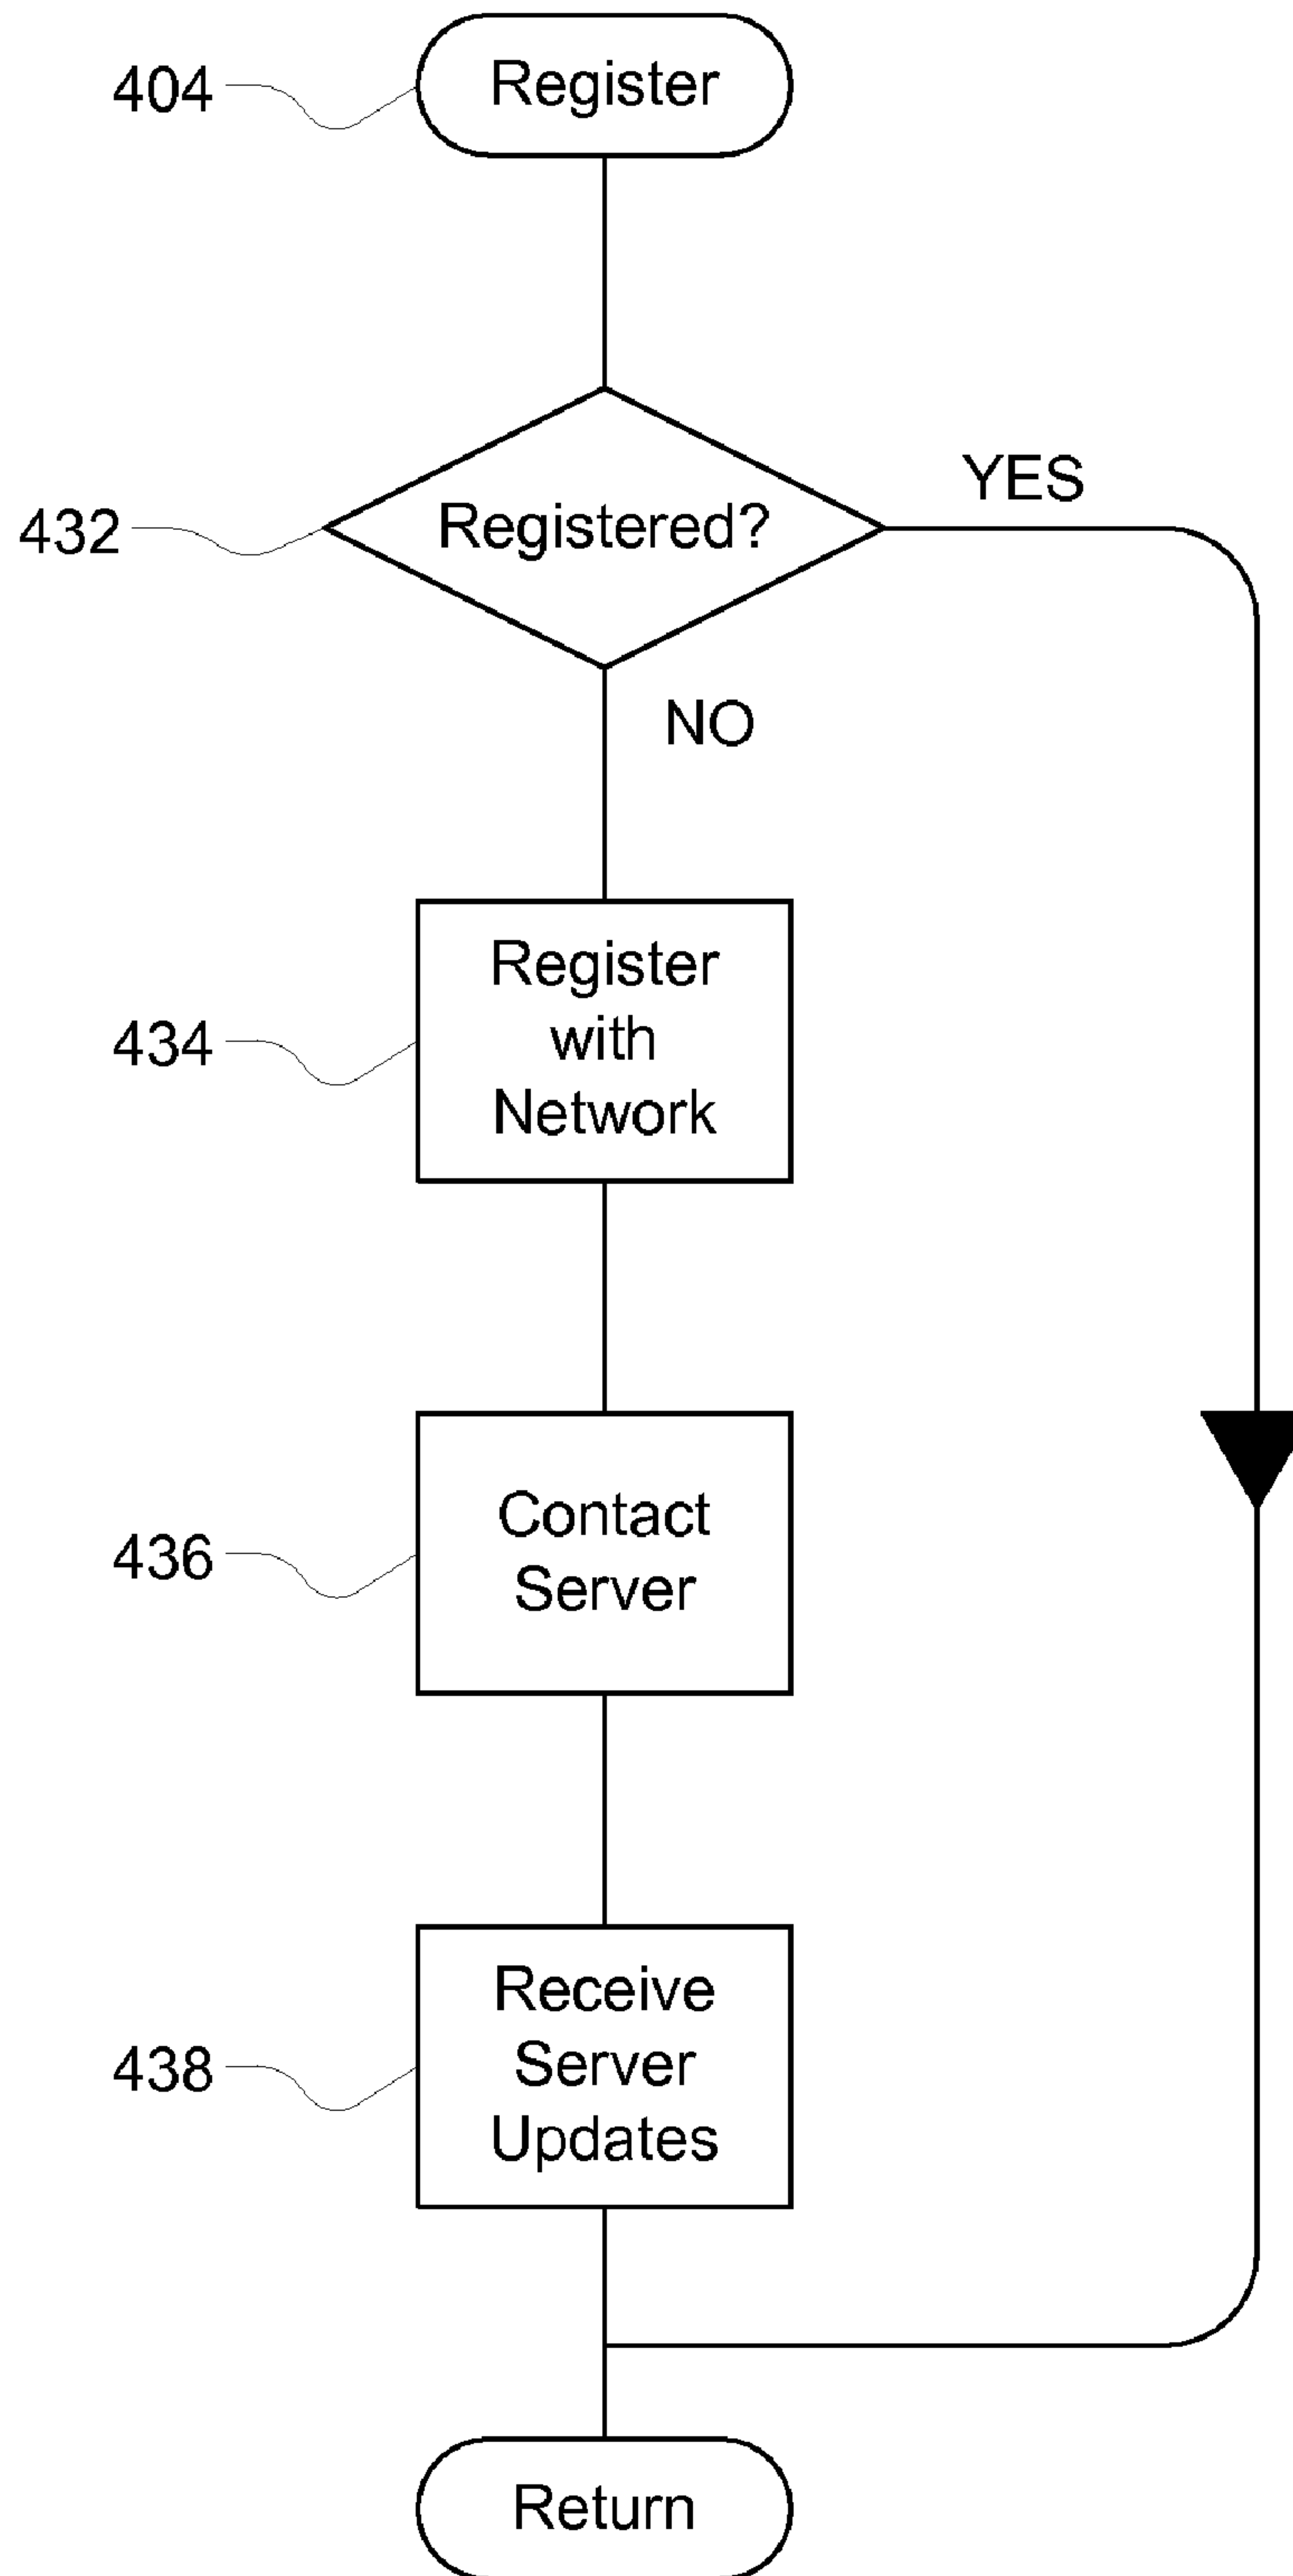 404
Register
432
Registered?
YES
NO
434
Register
with
Network
436
Contact
Server
438
Receive
Server
Updates
Return